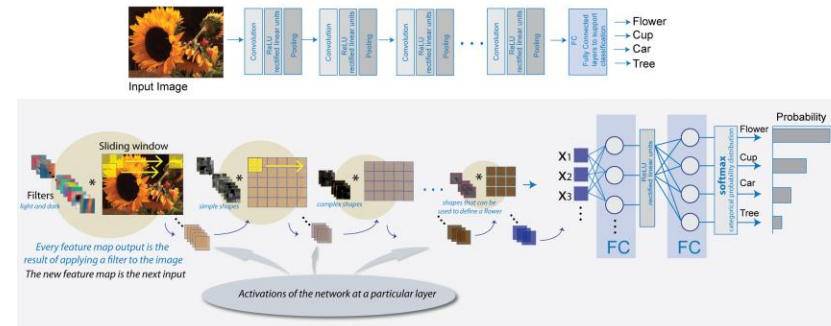 Input Image
Convolution
ReLU
rectified linear units
Pooling
Convolution
ReLU
rectified linear units
Pooling
Convolution
ReLU
rectified linear units
Pooling
Convolution
ReLU
rectified linear units
Pooling
FC
Fully Connected
layers to support
classification
Flower
Cup
Car
Tree
Sliding window
Filters
light and dark
*
simple shapes
*
complex shapes
*
shapes that can be
used to define a flower
*
Every feature map output is the
result of applying a filter to the image
The new feature map is the next input
Activations of the network at a particular layer
X1
X2
X3
FC
ReLU
rectified linear units
FC
softmax
categorical probability distribution
Probability
Flower
Cup
Car
Tree